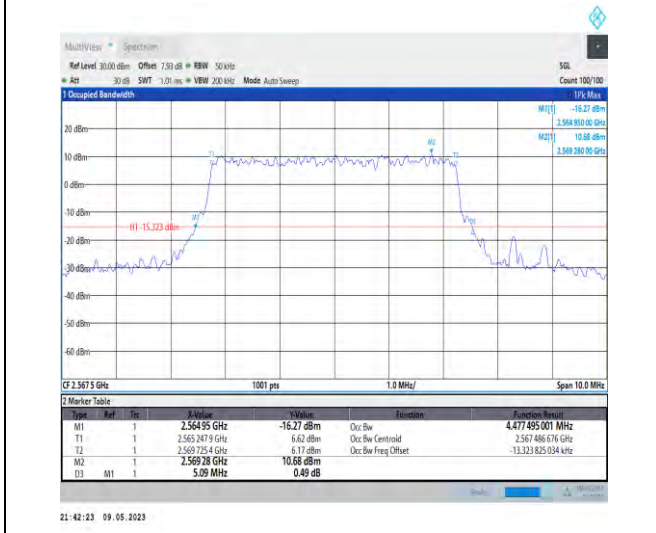 MultiView Spectrum
Ref Level 30.00 dBm Offset 7.93 dB RBW 50 kHz SGL
Att 30 dB SWT 1.01 ms VBW 200 kHz Mode Auto Sweep Count 100/100
1 Occupied Bandwidth 1Pk Max
M1[1] -16.27 dBm
2.564 950 00 GHz
M2[1] 10.68 dBm
2.569 280 00 GHz
20 dBm
M2
10 dBm
T1
0 dBm
-10 dBm
M1
H1 -15.323 dBm
-20 dBm
-30 dBm
-40 dBm
-50 dBm
-60 dBm
CF 2.567 5 GHz 1001 pts 1.0 MHz/ Span 10.0 MHz
2 Marker Table
Type Ref Trc X-Value Y-Value Function Function Result
M1 1 2.564 95 GHz -16.27 dBm Occ Bw 4.477 495 001 MHz
T1 1 2.565 247 9 GHz 6.62 dBm Occ Bw Centroid 2.567 486 676 GHz
T2 1 2.569 725 4 GHz 6.17 dBm Occ Bw Freq Offset -13.323 825 034 kHz
M2 1 2.569 28 GHz 10.68 dBm
D3 M1 1 5.09 MHz 0.49 dB
21:42:23 09.05.2023